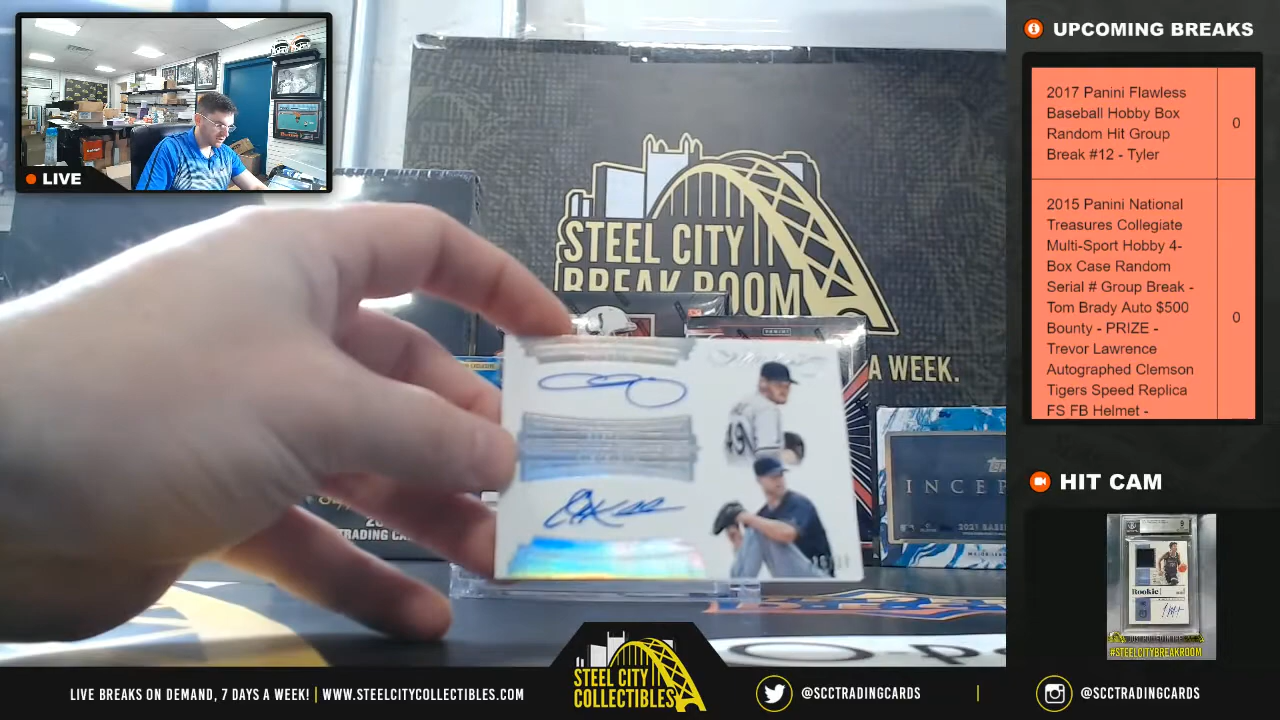 LIVE
STEEL CITY
BREAK ROOM
A WEEK.
TRADING CA
INCEP
2021 BASE
49
UPCOMING BREAKS
2017 Panini Flawless
Baseball Hobby Box
Random Hit Group
Break #12 - Tyler
0
2015 Panini National
Treasures Collegiate
Multi-Sport Hobby 4-
Box Case Random
Serial # Group Break -
Tom Brady Auto $500
Bounty - PRIZE -
Trevor Lawrence
Autographed Clemson
Tigers Speed Replica
FS FB Helmet -
0
HIT CAM
9
Rookie
#STEELCITYBREAKROOM
LIVE BREAKS ON DEMAND, 7 DAYS A WEEK! | WWW.STEELCITYCOLLECTIBLES.COM
STEEL CITY
COLLECTIBLES
@SCCTRADINGCARDS
@SCCTRADINGCARDS